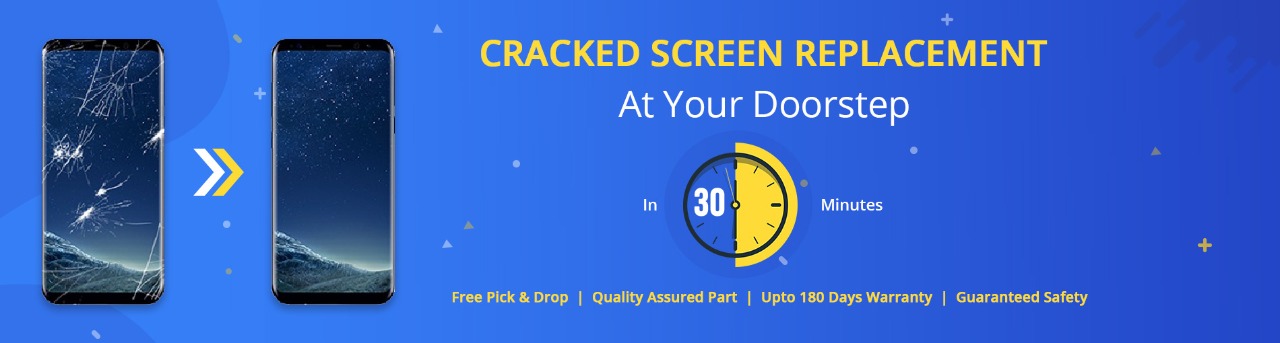 CRACKED SCREEN REPLACEMENT
At Your Doorstep
In 30 Minutes
Free Pick & Drop | Quality Assured Part | Upto 180 Days Warranty | Guaranteed Safety